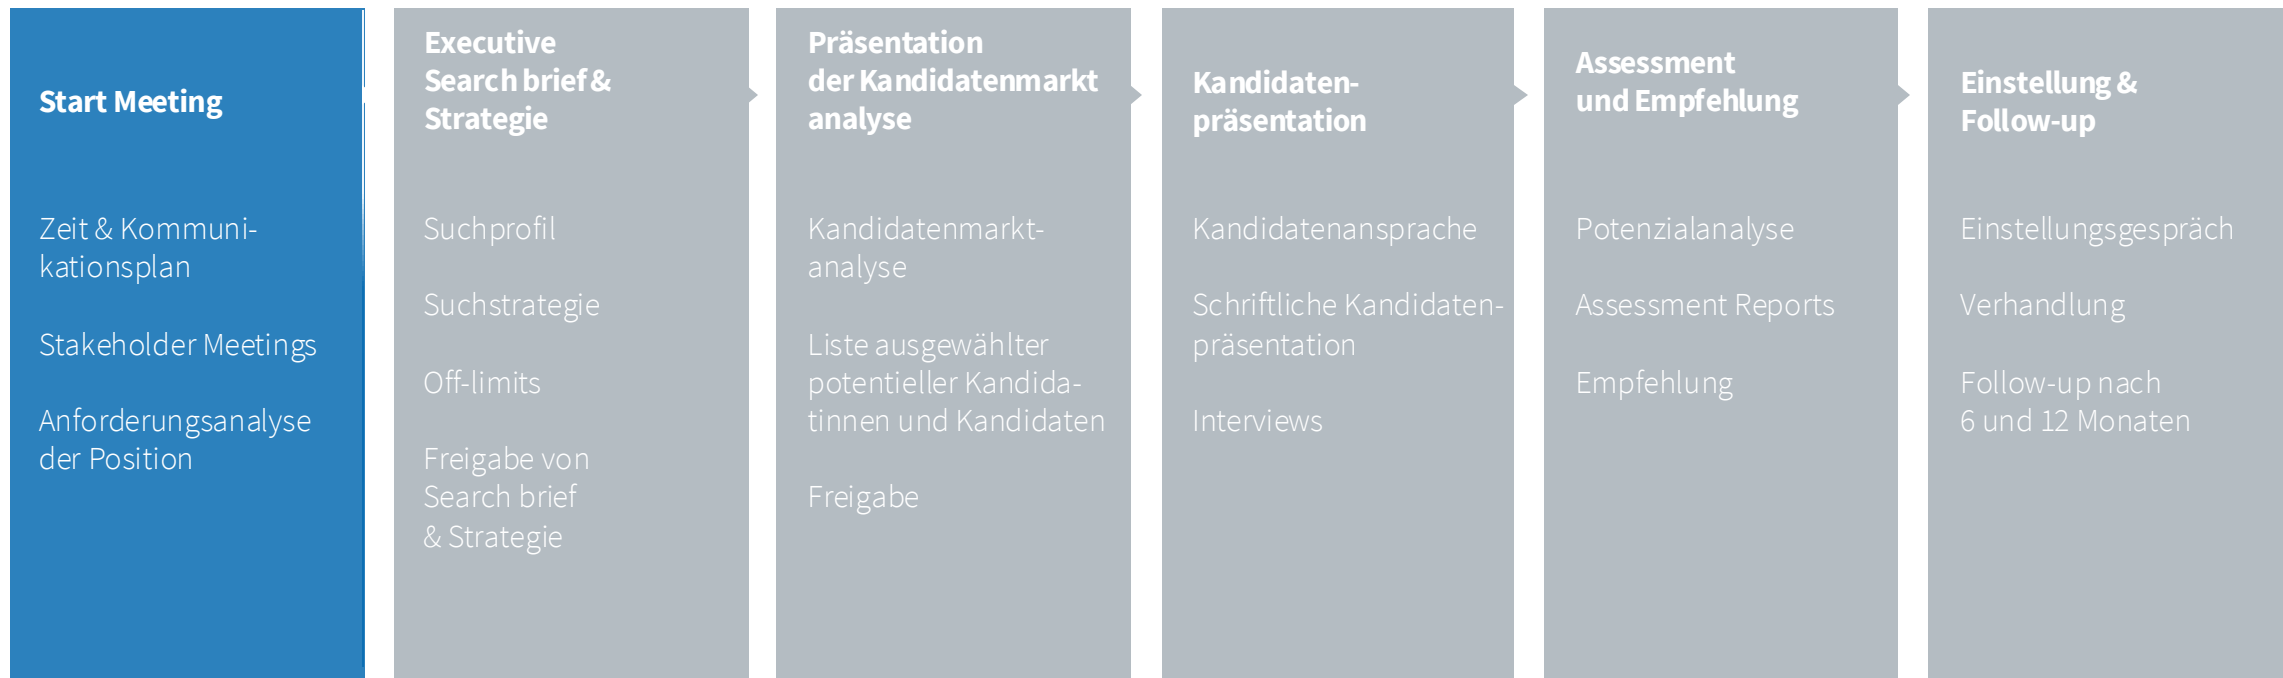 Start Meeting
Zeit & Kommuni-
kationsplan
Stakeholder Meetings
Anforderungsanalyse
der Position
Executive
Search brief &
Strategie
Suchprofil
Suchstrategie
Off-limits
Freigabe von
Search brief
& Strategie
Präsentation
der Kandidatenmarkt
analyse
Kandidatenmarkt-
analyse
Liste ausgewählter
potentieller Kandida-
tinnen und Kandidaten
Freigabe
Kandidaten-
präsentation
Kandidatenansprache
Schriftliche Kandidaten-
präsentation
Interviews
Assessment
und Empfehlung
Potenzialanalyse
Assessment Reports
Empfehlung
Einstellung &
Follow-up
Einstellungsgespräch
Verhandlung
Follow-up nach
6 und 12 Monaten